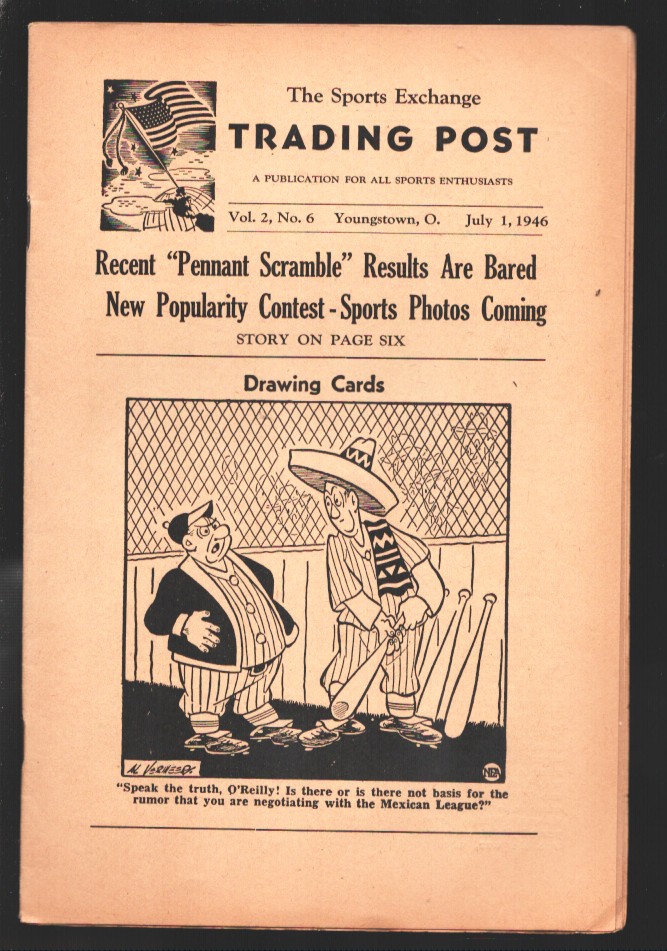 The Sports Exchange
TRADING POST
A PUBLICATION FOR ALL SPORTS ENTHUSIASTS
Vol. 2, No. 6 Youngstown, O. July 1, 1946
Recent “Pennant Scramble” Results Are Bared
New Popularity Contest - Sports Photos Coming
STORY ON PAGE SIX
Drawing Cards
AL VERMEER
NEA
“Speak the truth, O'Reilly! Is there or is there not basis for the
rumor that you are negotiating with the Mexican League?”